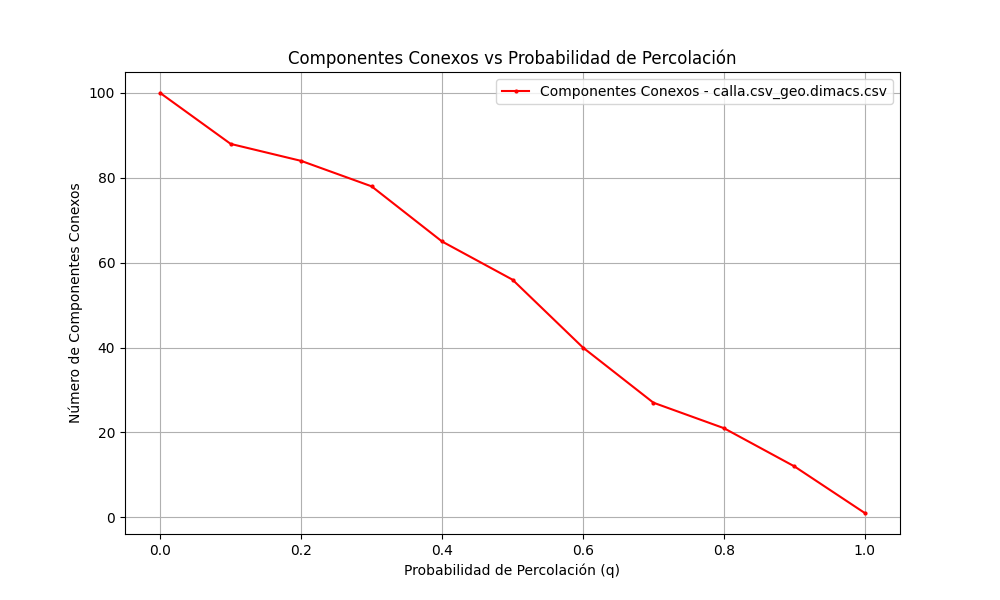 Componentes Conexos vs Probabilidad de Percolación
Componentes Conexos - calla.csv_geo.dimacs.csv
Número de Componentes Conexos
100
80
60
40
20
0
0.0 0.2 0.4 0.6 0.8 1.0
Probabilidad de Percolación (q)